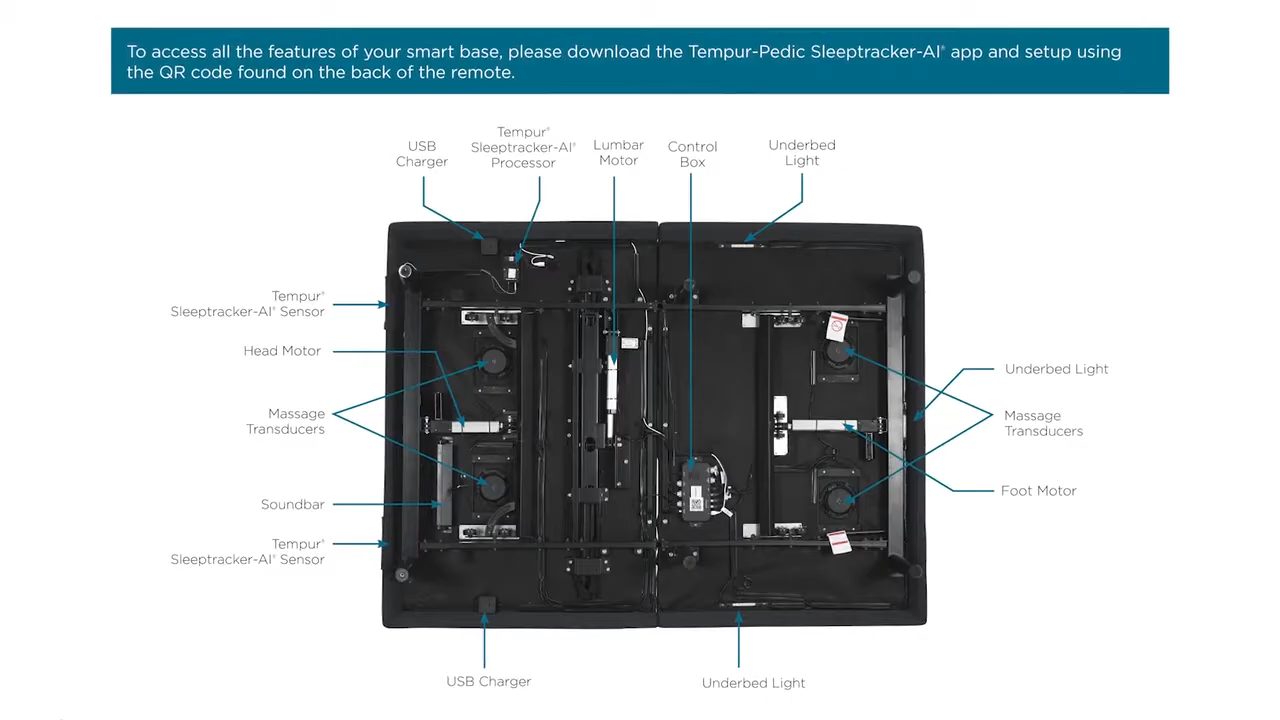 To access all the features of your smart base, please download the Tempur-Pedic Sleeptracker-AI® app and setup using
the QR code found on the back of the remote.
USB
Charger
Tempur®
Sleeptracker-AI®
Processor
Lumbar
Motor
Control
Box
Underbed
Light
Tempur®
Sleeptracker-AI® Sensor
Head Motor
Massage
Transducers
Soundbar
Tempur®
Sleeptracker-AI® Sensor
Underbed Light
Massage
Transducers
Foot Motor
USB Charger
Underbed Light